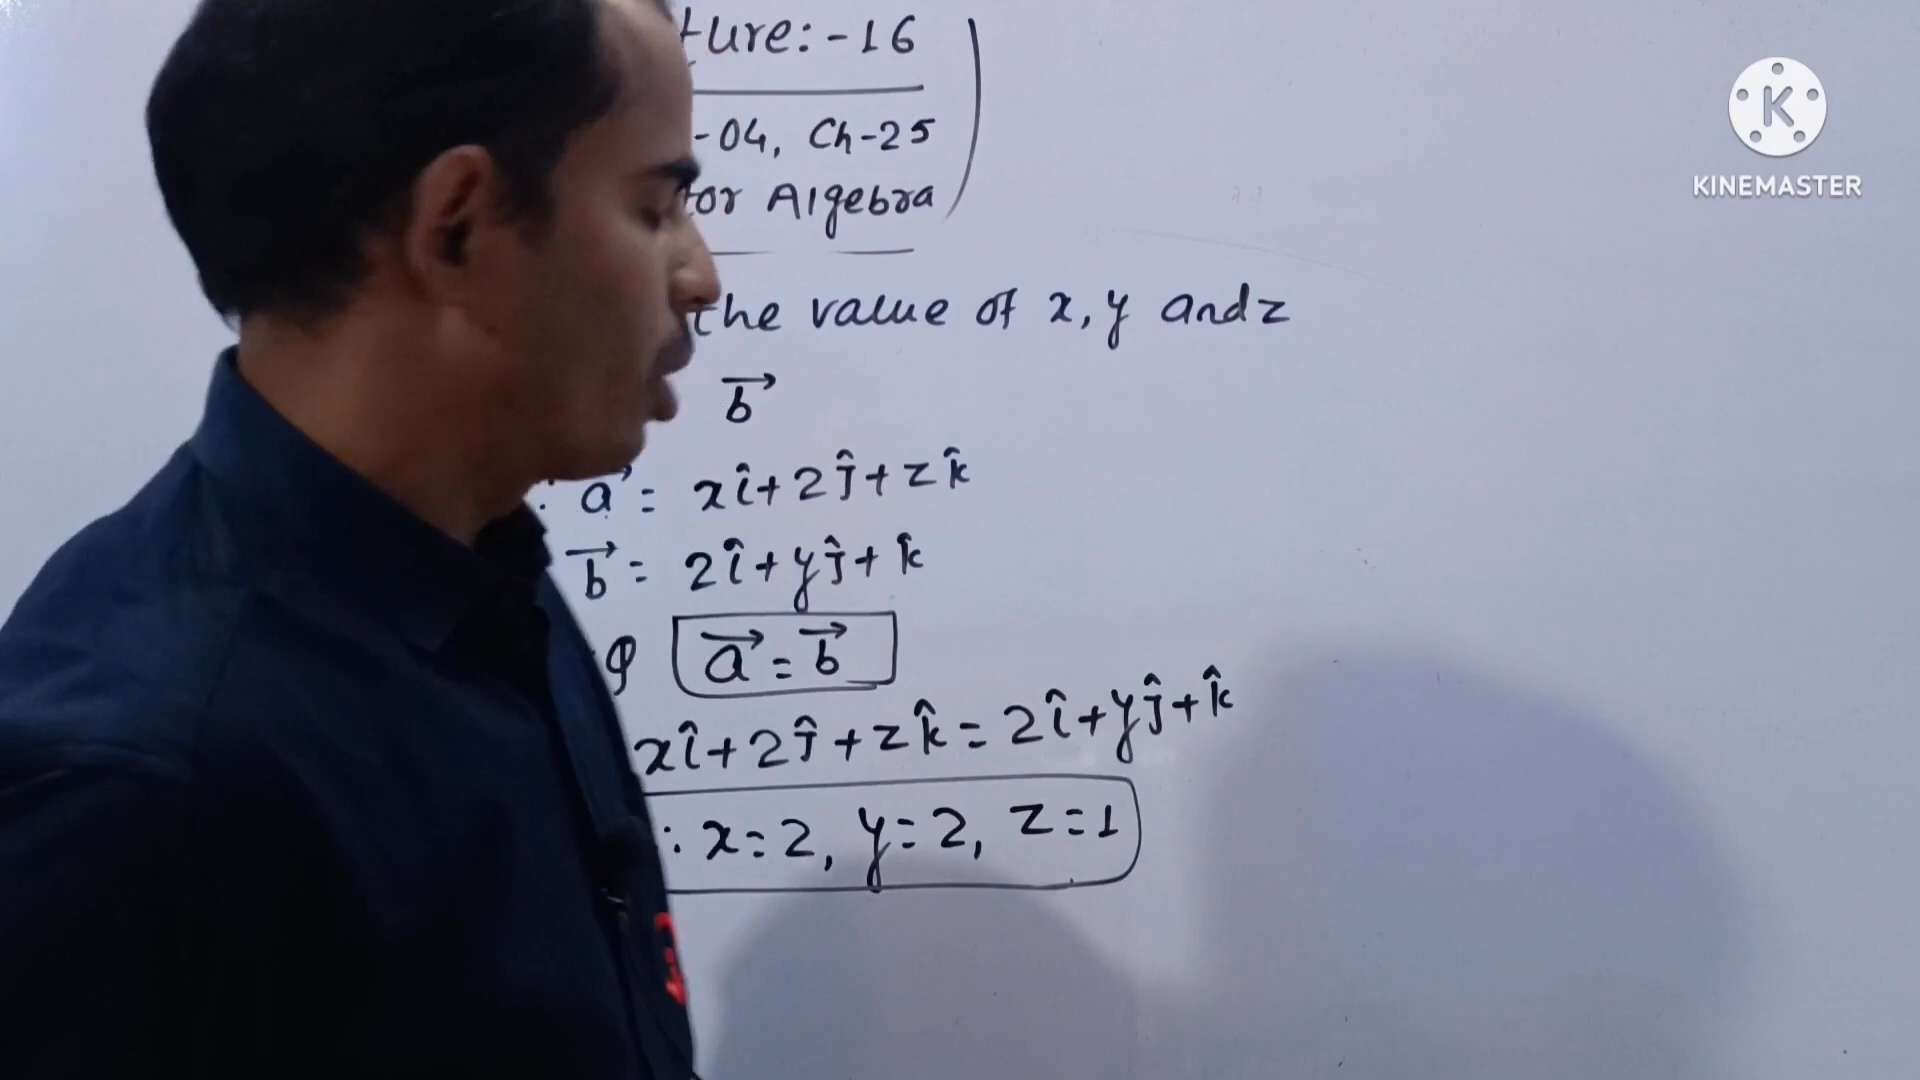 ture:-16
-04, Ch-25
tor Algebra
the value of x, y and z
b⃗
∴ a⃗ = xî+2ĵ+zk̂
b⃗ = 2î+yĵ+k̂
a⃗ = b⃗
xî+2ĵ+zk̂ = 2î+yĵ+k̂
∴ x=2, y=2, z=1
KINEMASTER